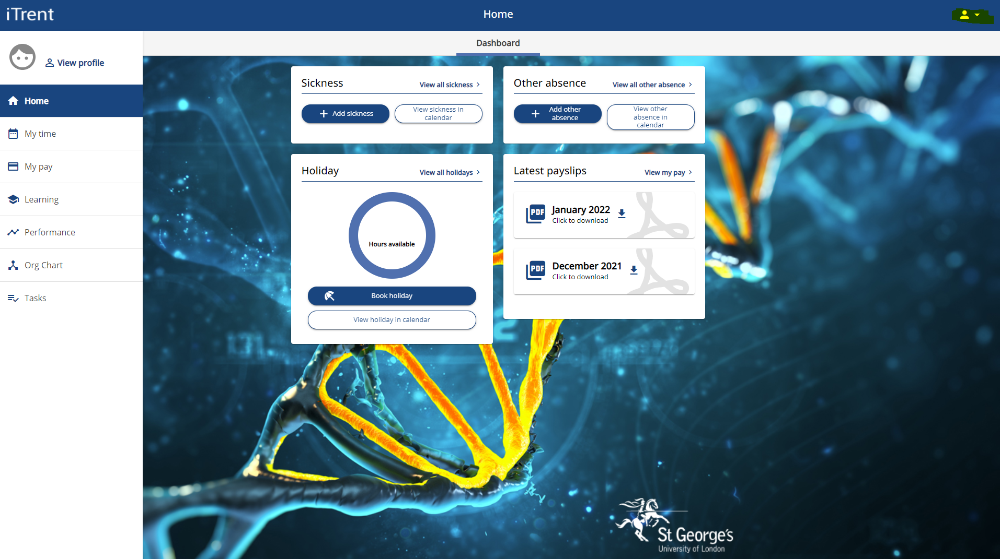 iTrent
Home
View profile
Dashboard
Home
My time
My pay
Learning
Performance
Org Chart
Tasks
Sickness
View all sickness
Add sickness
View sickness in
calendar
Other absence
View all other absence
Add other
absence
View other
absence in
calendar
Holiday
View all holidays
Hours available
Book holiday
View holiday in calendar
Latest payslips
View my pay
PDF
January 2022
Click to download
PDF
December 2021
Click to download
St George's
University of London